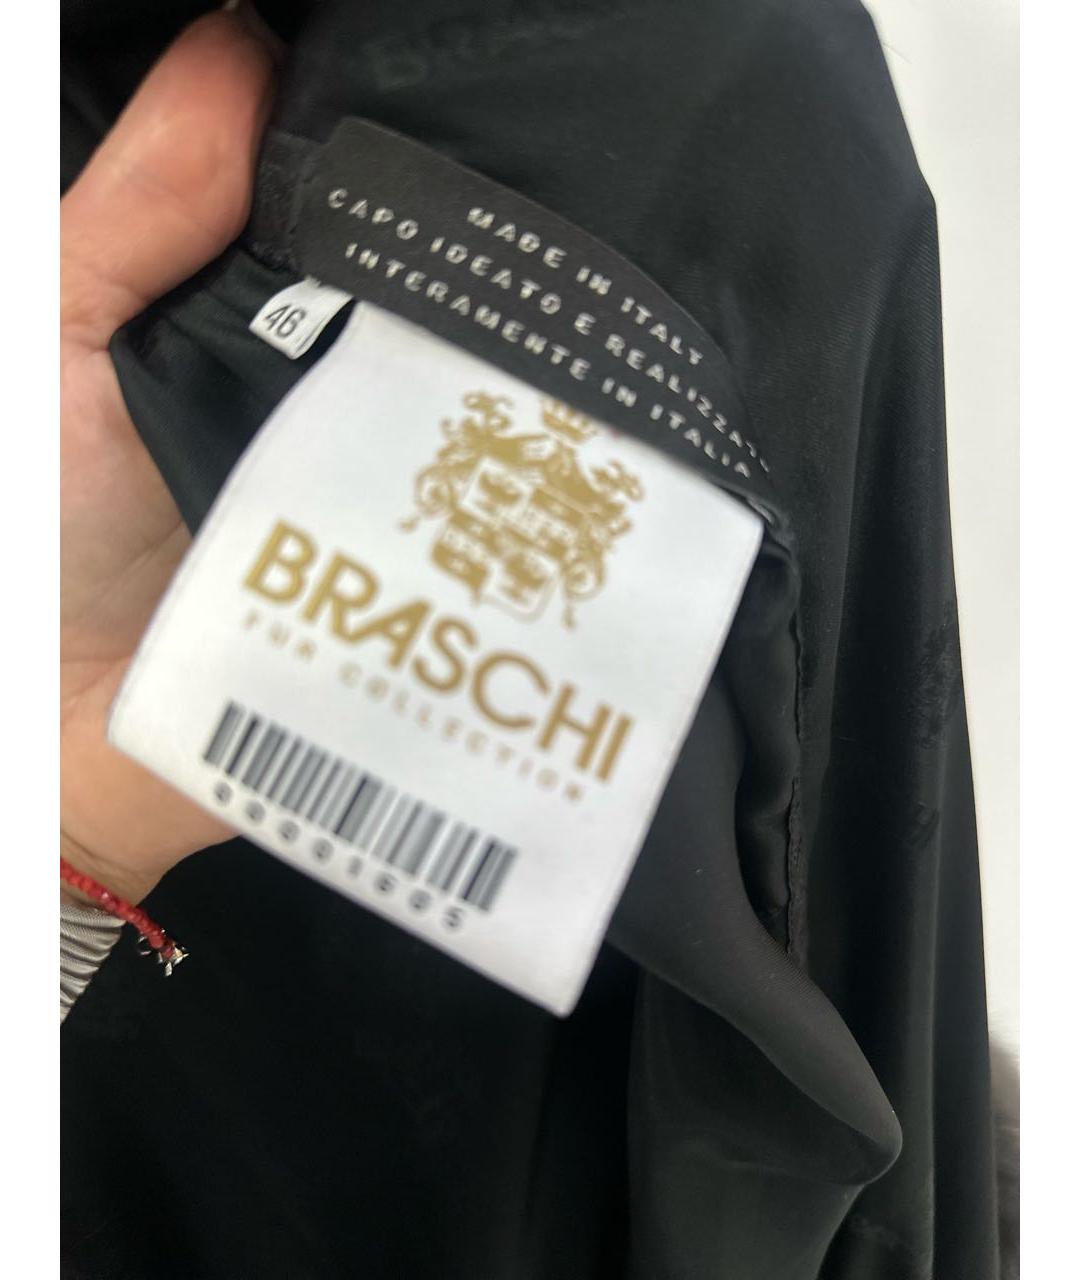 MADE IN ITALY
CAPO IDEATO E REALIZZATO
INTERAMENTE IN ITALIA
46
BRASCHI
FUR COLLECTION